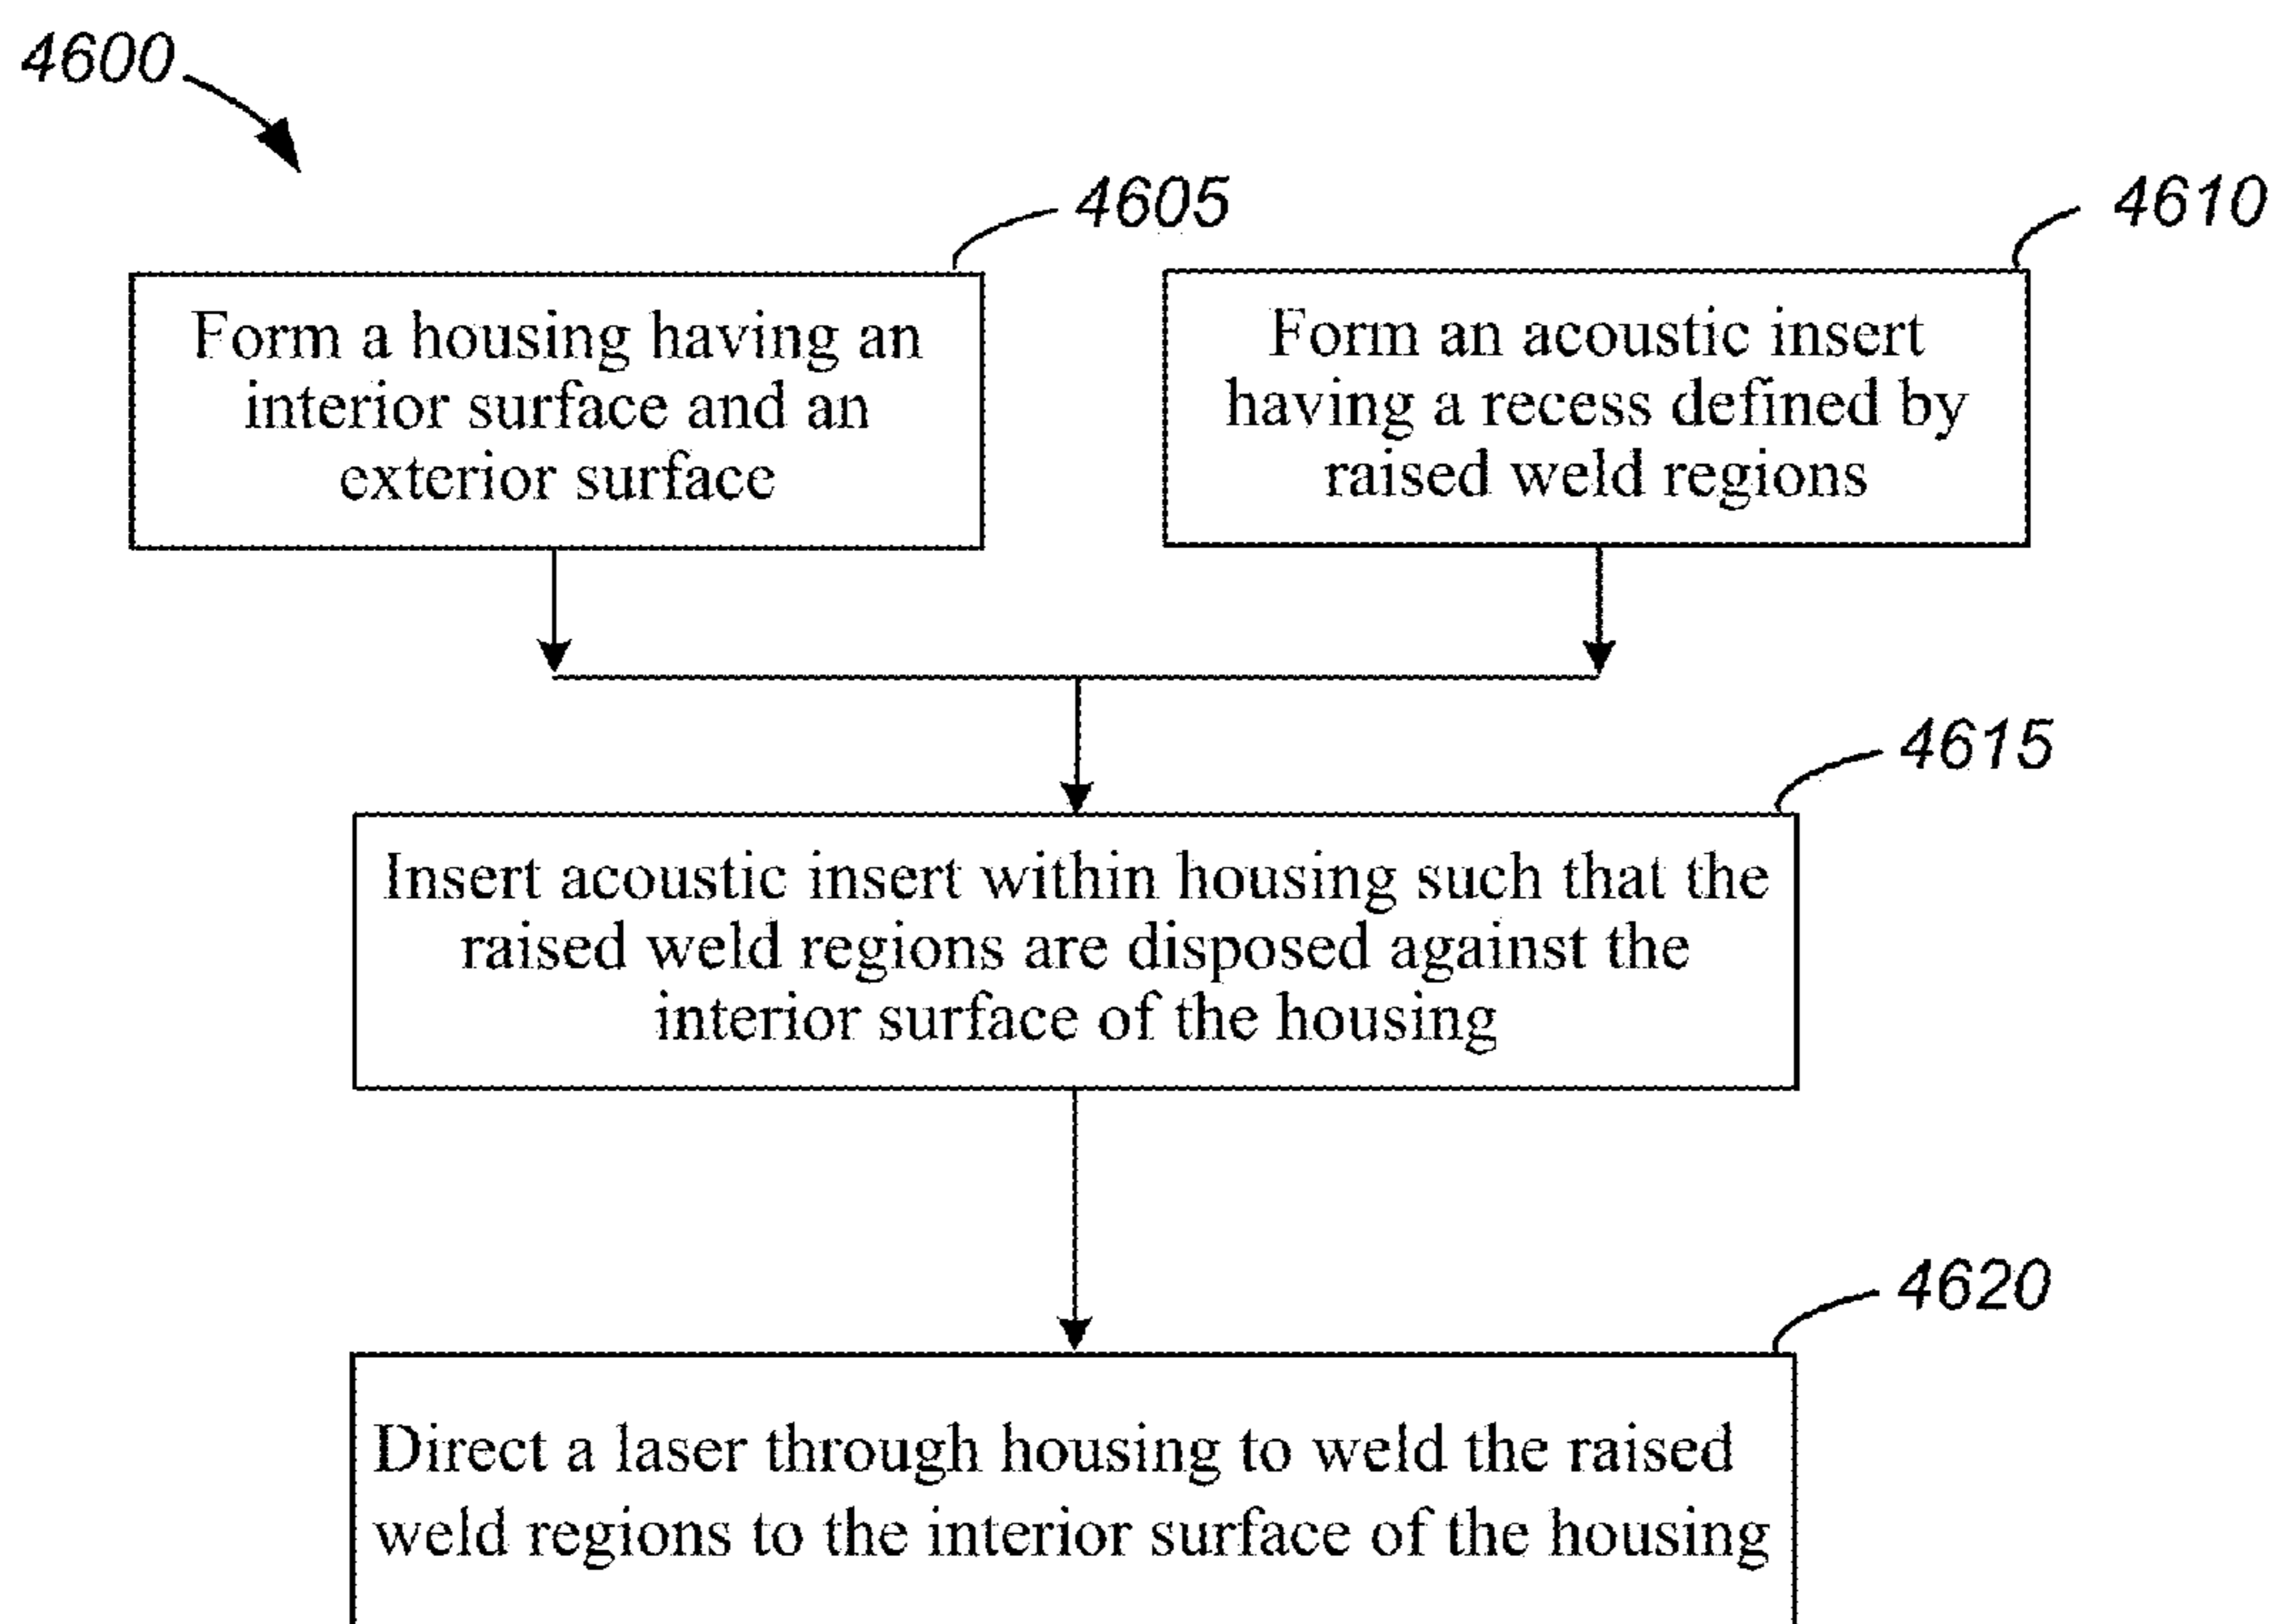 4600
4605
4610
Form a housing having an
interior surface and an
exterior surface
Form an acoustic insert
having a recess defined by
raised weld regions
4615
Insert acoustic insert within housing such that the
raised weld regions are disposed against the
interior surface of the housing
4620
Direct a laser through housing to weld the raised
weld regions to the interior surface of the housing